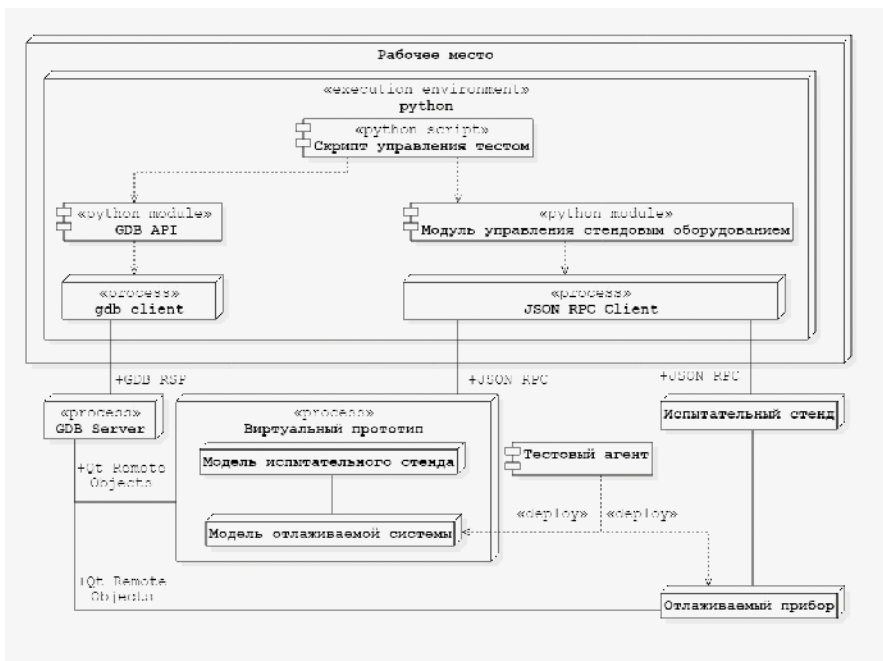 Рабочее место
«execution environment»
python
«python script»
Скрипт управления тестом
«python module»
GDB API
«python module»
Модуль управления стендовым оборудованием
«process»
gdb client
«process»
JSON RPC Client
+GDB RSP
+JSON RPC
+JSON RPC
«process»
GDB Server
«process»
Виртуальный прототип
Испытательный стенд
Модель испытательного стенда
Тестовый агент
+Qt Remote
Objects
«deploy»
«deploy»
Модель отлаживаемой системы
+Qt Remote
Objects
Отлаживаемый прибор